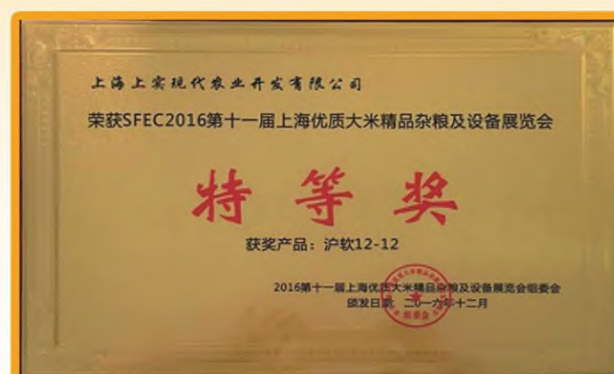 上海上实现代农业开发有限公司
荣获SFEC2016第十一届上海优质大米精品杂粮及设备展览会
特等奖
获奖产品：沪软12-12
2016第十一届上海优质大米精品杂粮及设备展览会组委会
颁发日期 二〇一六年十二月
组委会